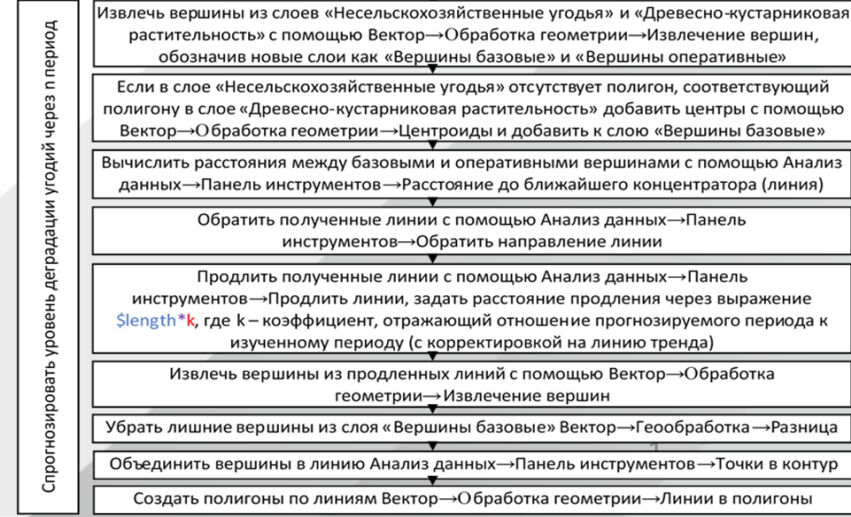 Спрогнозировать уровень деградации угодий через n период
Извлечь вершины из слоев «Несельскохозяйственные угодья» и «Древесно-кустарниковая
растительность» с помощью Вектор→Обработка геометрии→Извлечение вершин,
обозначив новые слои как «Вершины базовые» и «Вершины оперативные»
Если в слое «Несельскохозяйственные угодья» отсутствует полигон, соответствующий
полигону в слое «Древесно-кустарниковая растительность» добавить центры с помощью
Вектор→Обработка геометрии→Центроиды и добавить к слою «Вершины базовые»
Вычислить расстояния между базовыми и оперативными вершинами с помощью Анализ
данных→Панель инструментов→Расстояние до ближайшего концентратора (линия)
Обратить полученные линии с помощью Анализ данных→Панель
инструментов→Обратить направление линии
Продлить полученные линии с помощью Анализ данных→Панель
инструментов→Продлить линии, задать расстояние продления через выражение
$length*k, где k – коэффициент, отражающий отношение прогнозируемого периода к
изученному периоду (с корректировкой на линию тренда)
Извлечь вершины из продленных линий с помощью Вектор→Обработка
геометрии→Извлечение вершин
Убрать лишние вершины из слоя «Вершины базовые» Вектор→Геообработка→Разница
Объединить вершины в линию Анализ данных→Панель инструментов→Точки в контур
Создать полигоны по линиям Вектор→Обработка геометрии→Линии в полигоны